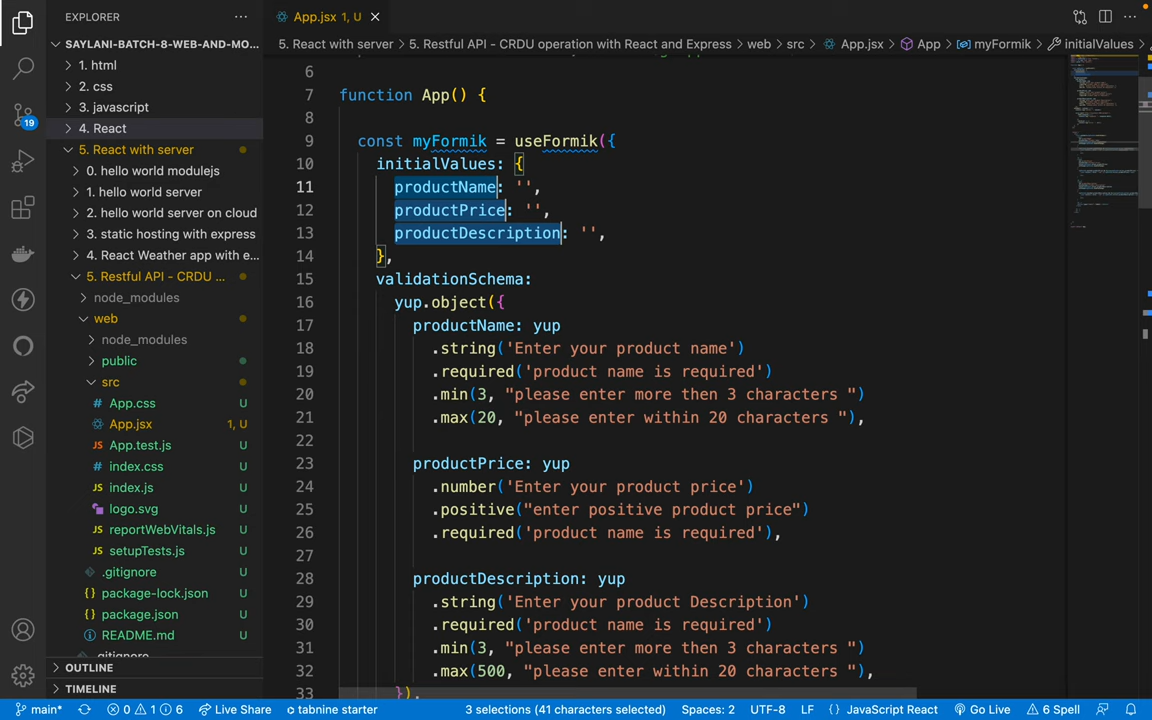 EXPLORER
App.jsx 1, U
SAYLANI-BATCH-8-WEB-AND-MO...
5. React with server > 5. Restful API - CRDU operation with React and Express > web > src > App.jsx > App > myFormik > initialValues >
1. html
2. css
3. javascript
4. React
5. React with server
0. hello world modulejs
1. hello world server
2. hello world server on cloud
3. static hosting with express
4. React Weather app with e...
5. Restful API - CRDU ...
node_modules
web
node_modules
public
src
App.css U
App.jsx 1, U
App.test.js U
index.css U
index.js U
logo.svg U
reportWebVitals.js U
setupTests.js U
.gitignore U
package-lock.json U
package.json U
README.md U
.gitignore
OUTLINE
TIMELINE
19
6
7 function App() {
8
9 const myFormik = useFormik({
10 initialValues: {
11 productName: '',
12 productPrice: '',
13 productDescription: '',
14 },
15 validationSchema:
16 yup.object({
17 productName: yup
18 .string('Enter your product name')
19 .required('product name is required')
20 .min(3, "please enter more then 3 characters ")
21 .max(20, "please enter within 20 characters "),
22
23 productPrice: yup
24 .number('Enter your product price')
25 .positive("enter positive product price")
26 .required('product name is required'),
27
28 productDescription: yup
29 .string('Enter your product Description')
30 .required('product name is required')
31 .min(3, "please enter more then 3 characters ")
32 .max(500, "please enter within 20 characters "),
33 }),
main* 0 1 6 Live Share tabnine starter 3 selections (41 characters selected) Spaces: 2 UTF-8 LF {} JavaScript React Go Live 6 Spell